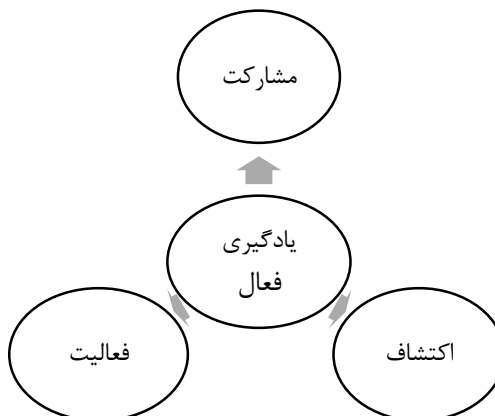 مشارکت
یادگیری
فعال
اکتشاف
فعالیت